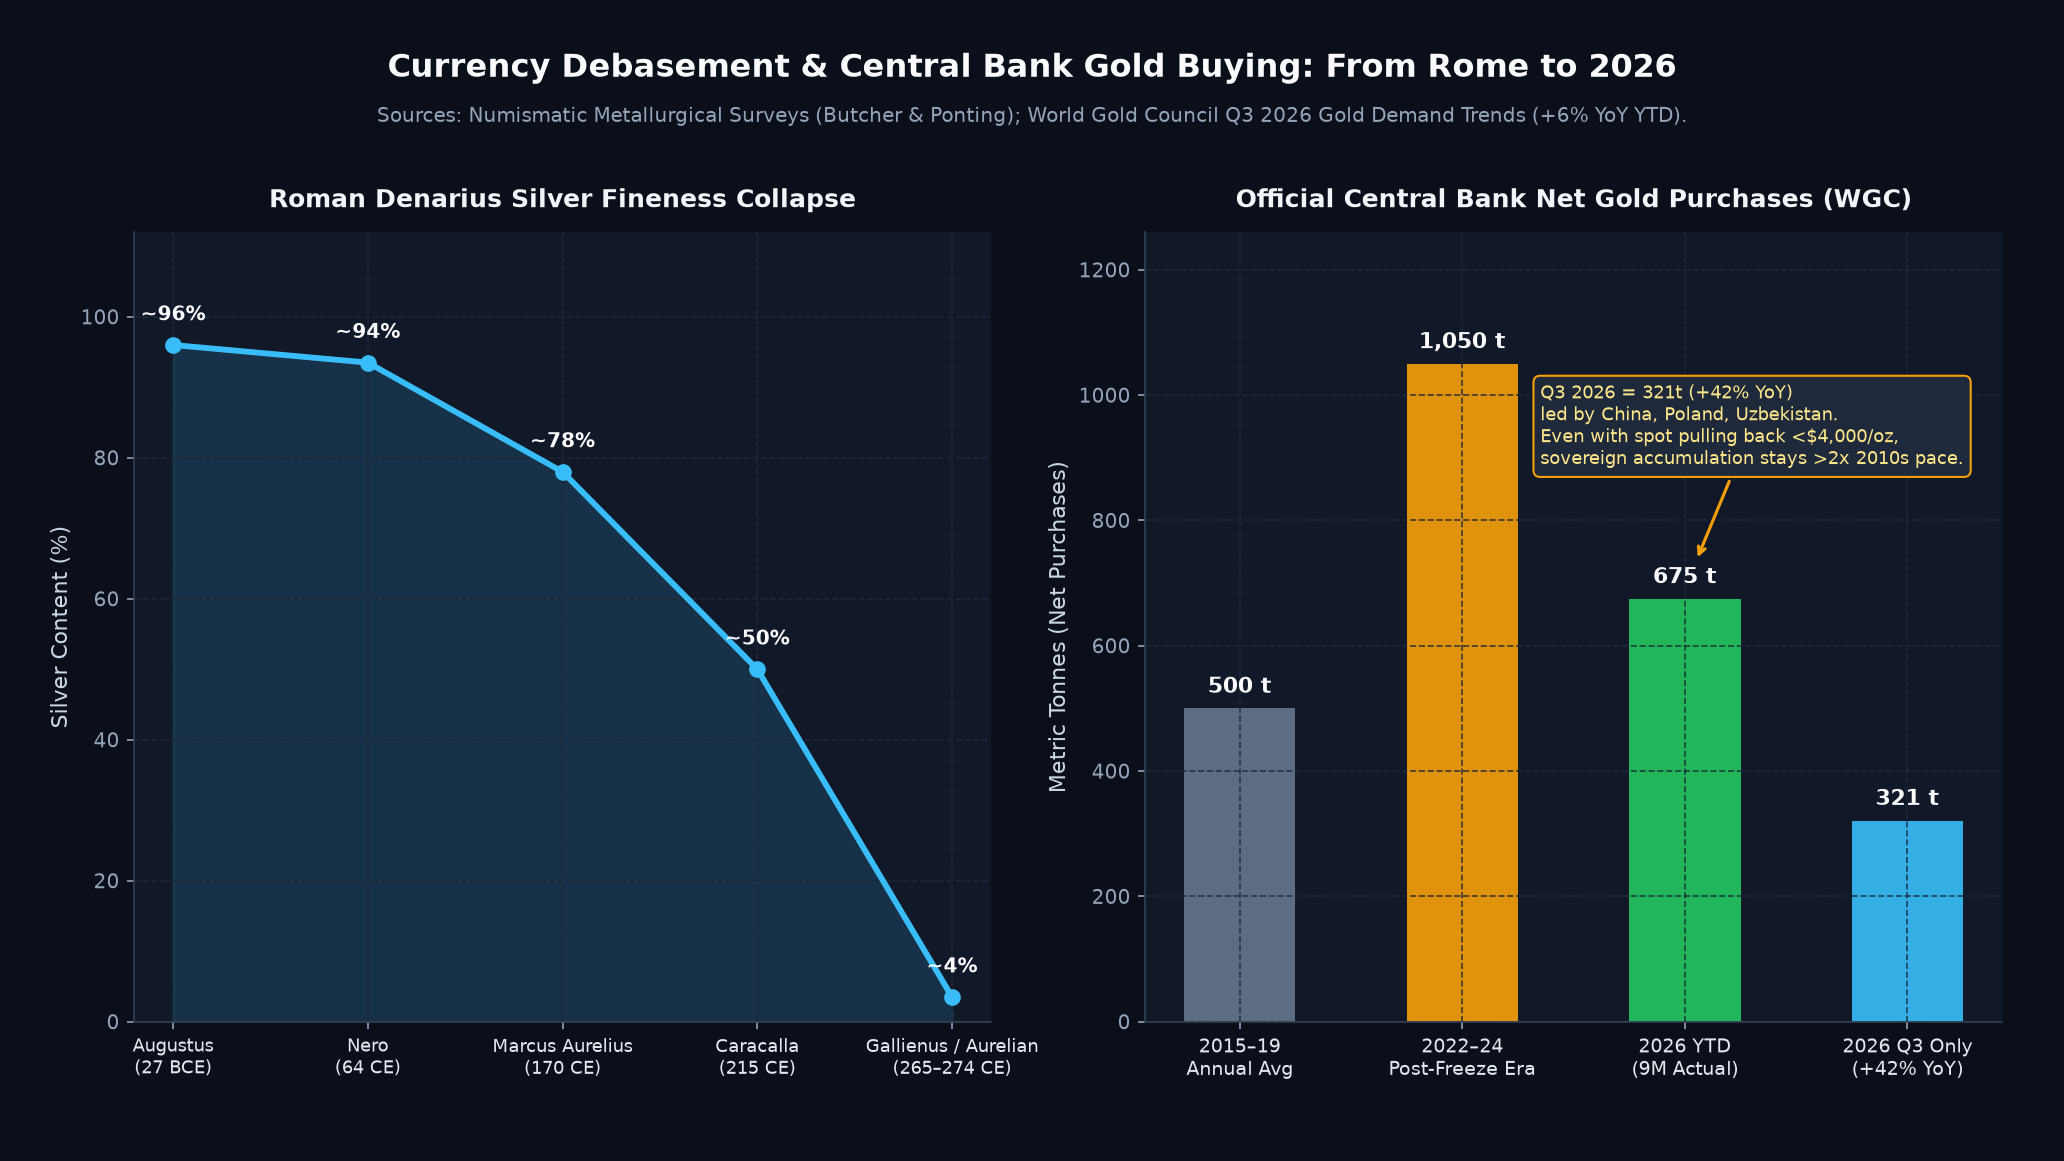 Currency Debasement & Central Bank Gold Buying: From Rome to 2026
Sources: Numismatic Metallurgical Surveys (Butcher & Ponting); World Gold Council Q3 2026 Gold Demand Trends (+6% YoY YTD).
Roman Denarius Silver Fineness Collapse
Silver Content (%)
100
80
60
40
20
0
~96%
~94%
~78%
~50%
~4%
Augustus
(27 BCE)
Nero
(64 CE)
Marcus Aurelius
(170 CE)
Caracalla
(215 CE)
Gallienus / Aurelian
(265–274 CE)
Official Central Bank Net Gold Purchases (WGC)
Metric Tonnes (Net Purchases)
1200
1000
800
600
400
200
0
500 t
1,050 t
675 t
321 t
Q3 2026 = 321t (+42% YoY)
led by China, Poland, Uzbekistan.
Even with spot pulling back <$4,000/oz,
sovereign accumulation stays >2x 2010s pace.
2015–19
Annual Avg
2022–24
Post-Freeze Era
2026 YTD
(9M Actual)
2026 Q3 Only
(+42% YoY)